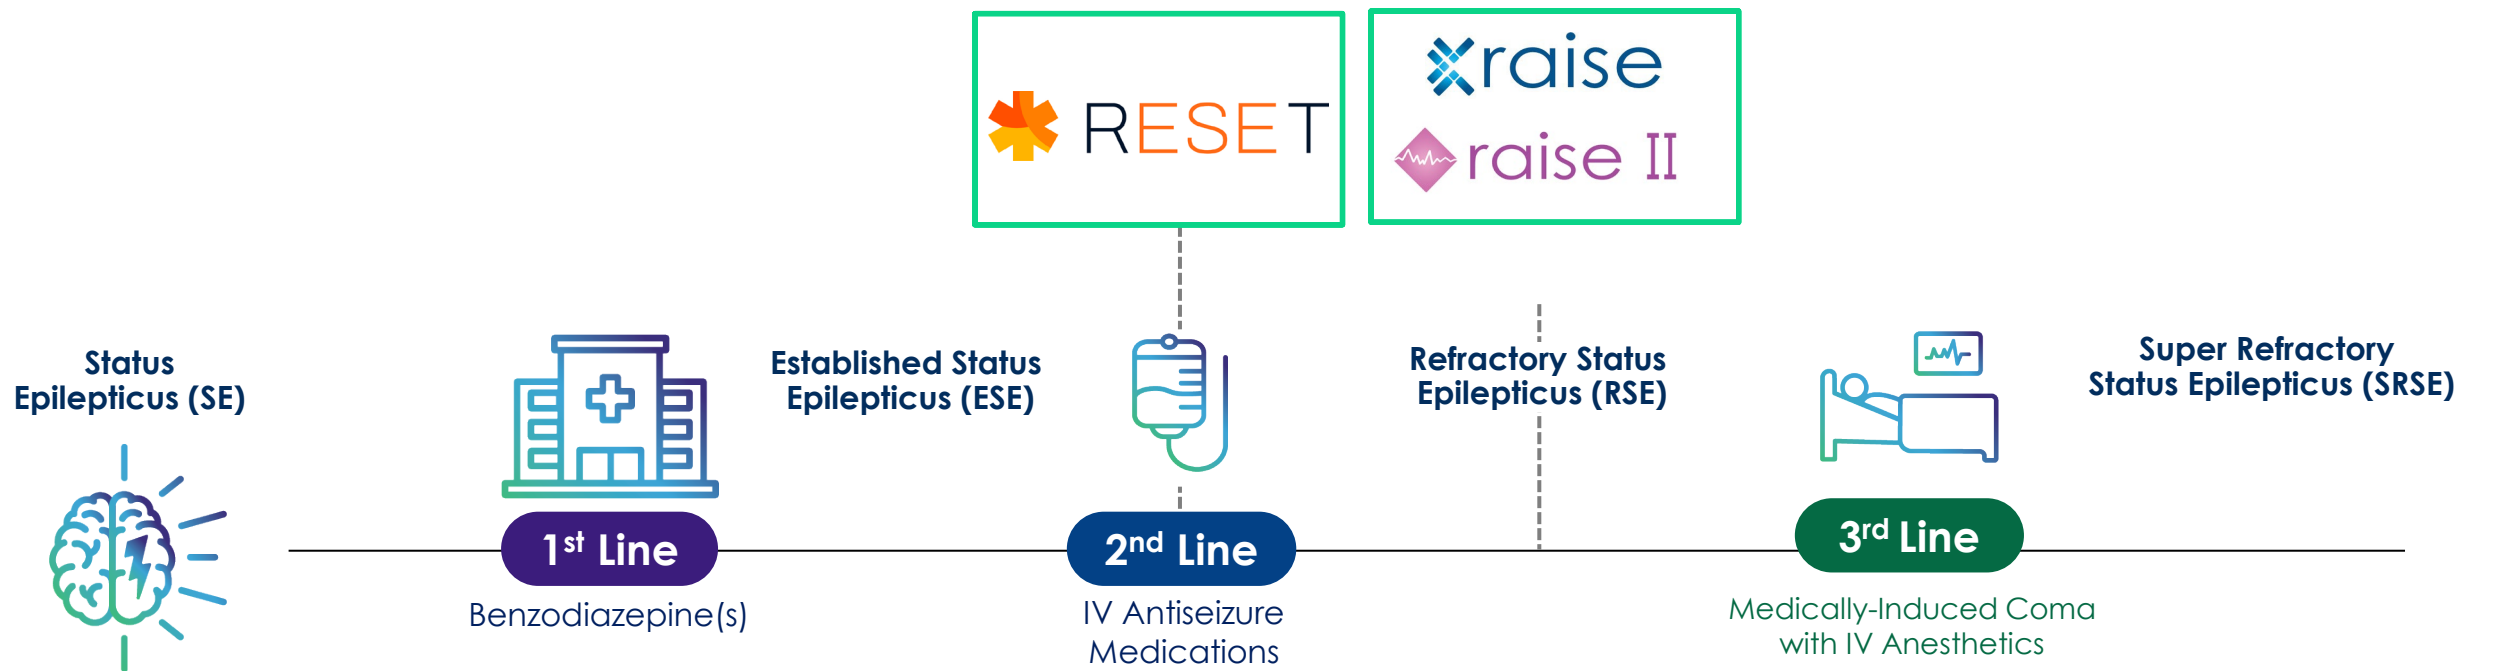 RESET
raise
raise II
Status
Epilepticus (SE)
Established Status
Epilepticus (ESE)
Refractory Status
Epilepticus (RSE)
Super Refractory
Status Epilepticus (SRSE)
1st Line
2nd Line
3rd Line
Benzodiazepine(s)
IV Antiseizure
Medications
Medically-Induced Coma
with IV Anesthetics